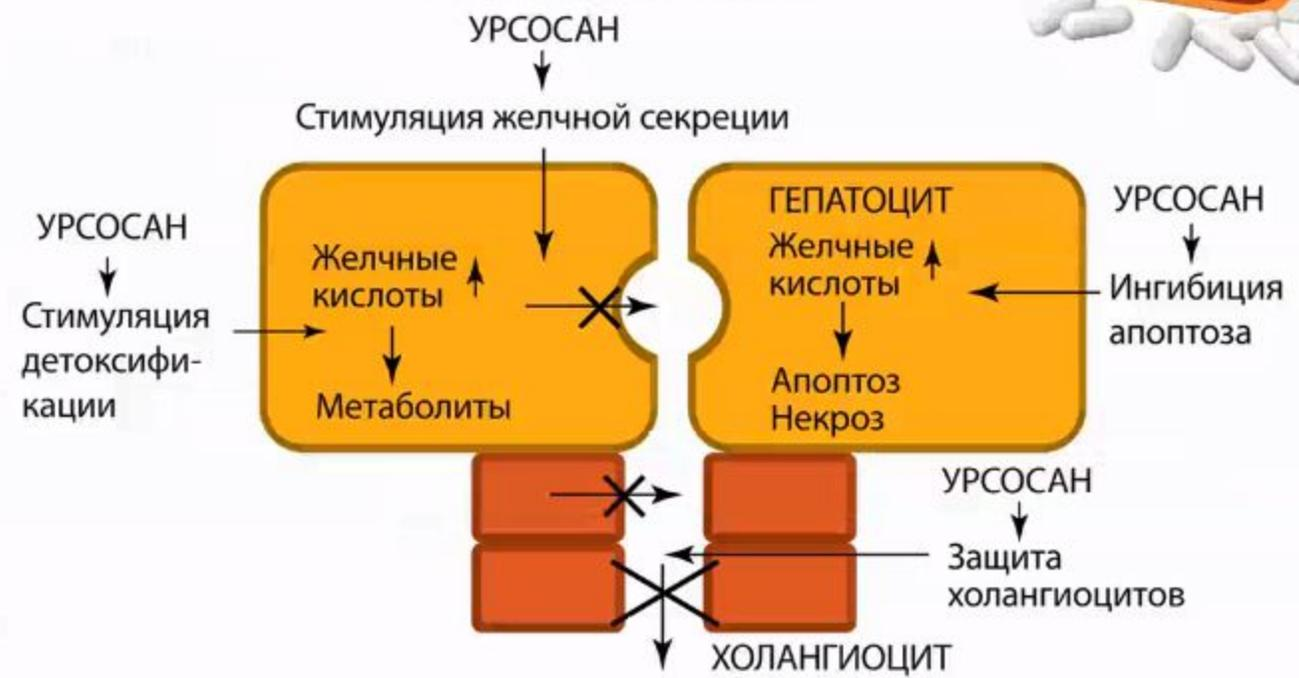 УРСОСАН
Стимуляция желчной секреции
УРСОСАН
Стимуляция
детоксифи-
кации
Желчные
кислоты
Метаболиты
ГЕПАТОЦИТ
Желчные
кислоты
Апоптоз
Некроз
УРСОСАН
Ингибиция
апоптоза
УРСОСАН
Защита
холангиоцитов
ХОЛАНГИОЦИТ